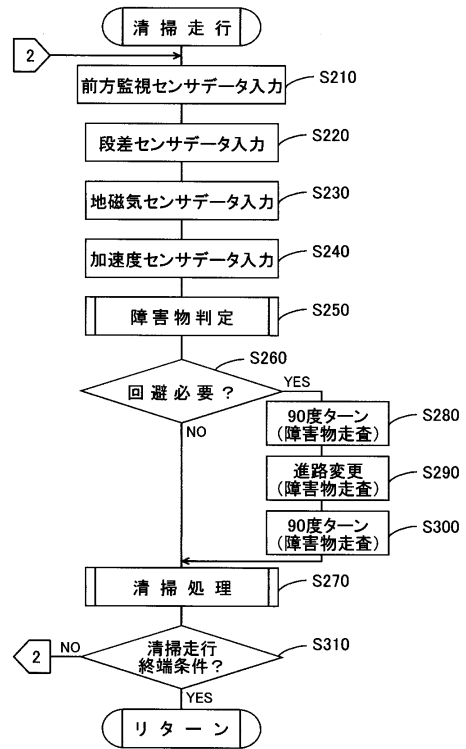 清掃走行
2
前方監視センサデータ入力
S210
段差センサデータ入力
S220
地磁気センサデータ入力
S230
加速度センサデータ入力
S240
障害物判定
S250
S260
回避必要?
YES
NO
90度ターン
(障害物走査)
S280
進路変更
(障害物走査)
S290
90度ターン
(障害物走査)
S300
清掃処理
S270
清掃走行
終端条件?
S310
NO
2
YES
リターン